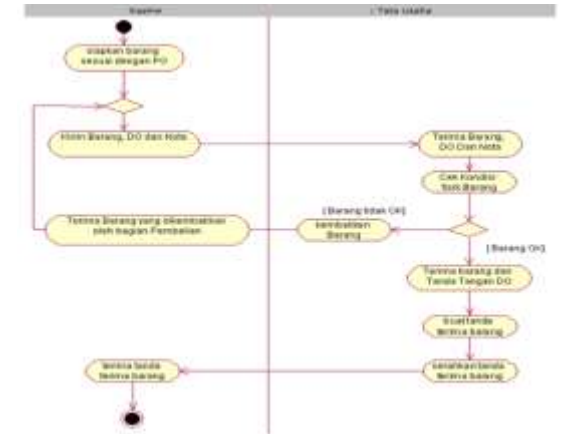 : Tata Usaha
siapkan barang
sesuai dengan PO
Kirim Barang, DO dan Nota
Terima Barang,
DO Dan Nota
Cek Kondisi
fisik Barang
[Barang tidak OK]
Terima Barang yang dikembalikan
oleh bagian Pembelian
kembalikan
Barang
[Barang OK]
Terima barang dan
Tanda Tangan DO
buat tanda
terima barang
terima tanda
terima barang
serahkan tanda
terima barang